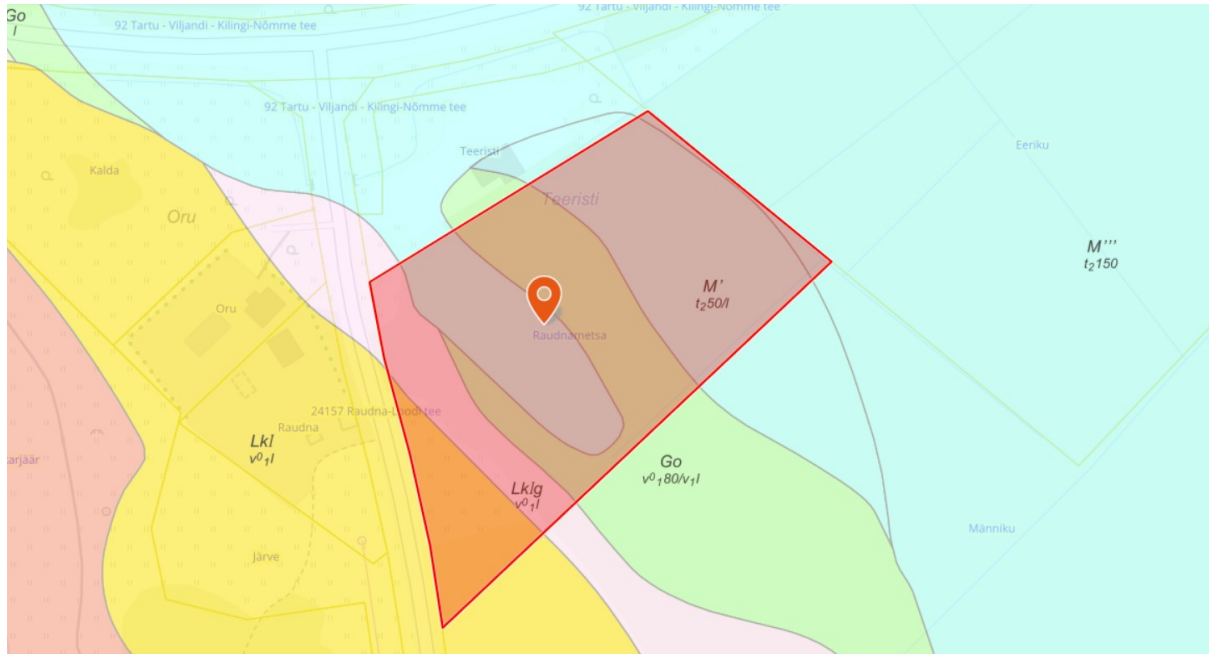 Go
l
92 Tartu - Viljandi - Kilingi-Nõmme tee
92 Tartu - Viljandi - Kilingi-Nõmme tee
92 Tartu - Viljandi - Kilingi-Nõmme tee
Teeristi
Eeriku
Kalda
Teeristi
Oru
M'''
t₂150
M'
t₂50/l
Oru
Raudnametsa
24157 Raudna-Loodi tee
Raudna
Lkl
v⁰₁l
arjäär
Go
v⁰₁80/v₁l
Lklg
v⁰₁l
Männiku
Järve